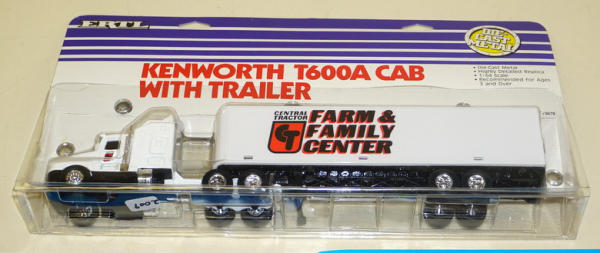 ERTL
DIE
CAST
METAL
KENWORTH T600A CAB
WITH TRAILER
• Die-Cast Metal
• Highly Detailed Replica
• 1:64 Scale
• Recommended for Ages
3 and Over
CENTRAL
TRACTOR
CT
FARM &
FAMILY
CENTER
2009